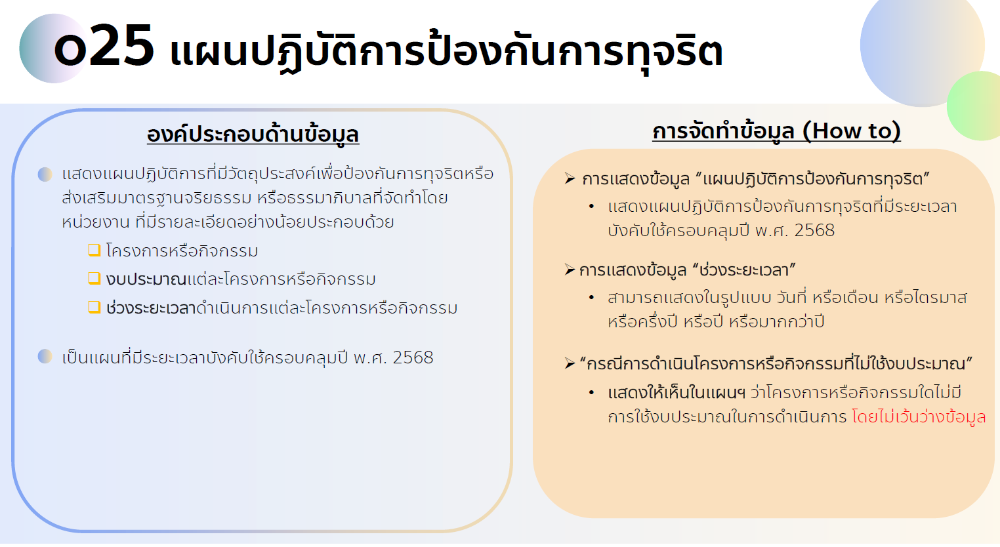 o25 แผนปฏิบัติการป้องกันการทุจริต
องค์ประกอบด้านข้อมูล
แสดงแผนปฏิบัติการที่มีวัตถุประสงค์เพื่อป้องกันการทุจริตหรือ
ส่งเสริมมาตรฐานจริยธรรม หรือธรรมาภิบาลที่จัดทำโดย
หน่วยงาน ที่มีรายละเอียดอย่างน้อยประกอบด้วย
❑ โครงการหรือกิจกรรม
❑ งบประมาณแต่ละโครงการหรือกิจกรรม
❑ ช่วงระยะเวลาดำเนินการแต่ละโครงการหรือกิจกรรม
เป็นแผนที่มีระยะเวลาบังคับใช้ครอบคลุมปี พ.ศ. 2568
การจัดทำข้อมูล (How to)
➢ การแสดงข้อมูล “แผนปฏิบัติการป้องกันการทุจริต”
• แสดงแผนปฏิบัติการป้องกันการทุจริตที่มีระยะเวลา
บังคับใช้ครอบคลุมปี พ.ศ. 2568
➢ การแสดงข้อมูล “ช่วงระยะเวลา”
• สามารถแสดงในรูปแบบ วันที่ หรือเดือน หรือไตรมาส
หรือครึ่งปี หรือปี หรือมากกว่าปี
➢ “กรณีการดำเนินโครงการหรือกิจกรรมที่ไม่ใช้งบประมาณ”
• แสดงให้เห็นในแผนฯ ว่าโครงการหรือกิจกรรมใดไม่มี
การใช้งบประมาณในการดำเนินการ โดยไม่เว้นว่างข้อมูล